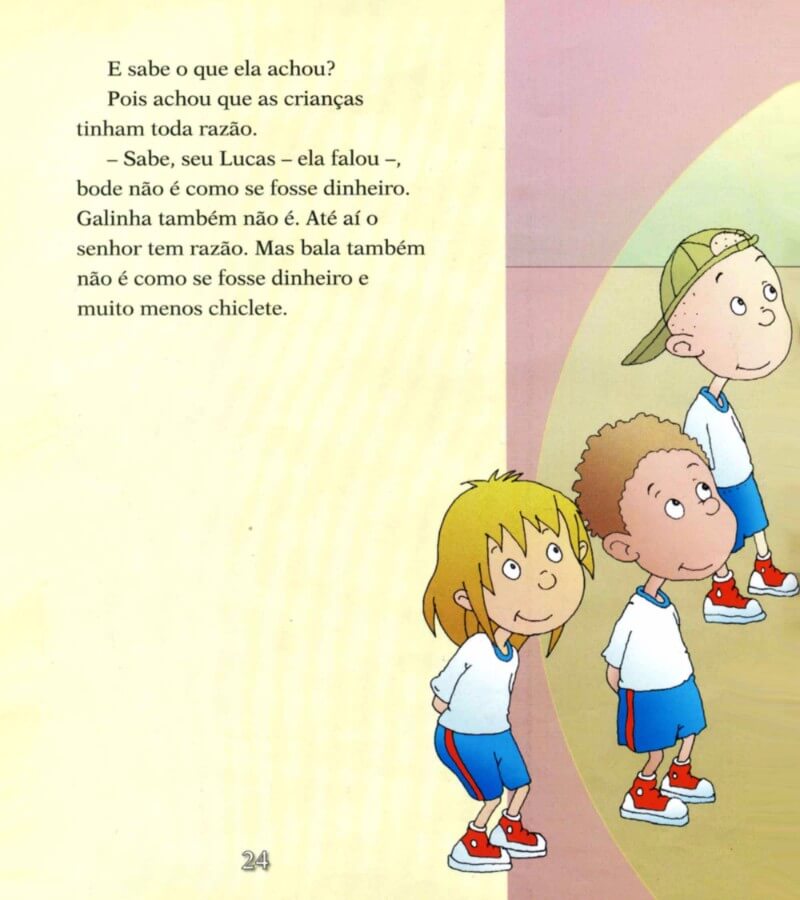 E sabe o que ela achou?
Pois achou que as crianças
tinham toda razão.
– Sabe, seu Lucas – ela falou –,
bode não é como se fosse dinheiro.
Galinha também não é. Até aí o
senhor tem razão. Mas bala também
não é como se fosse dinheiro e
muito menos chiclete.
24